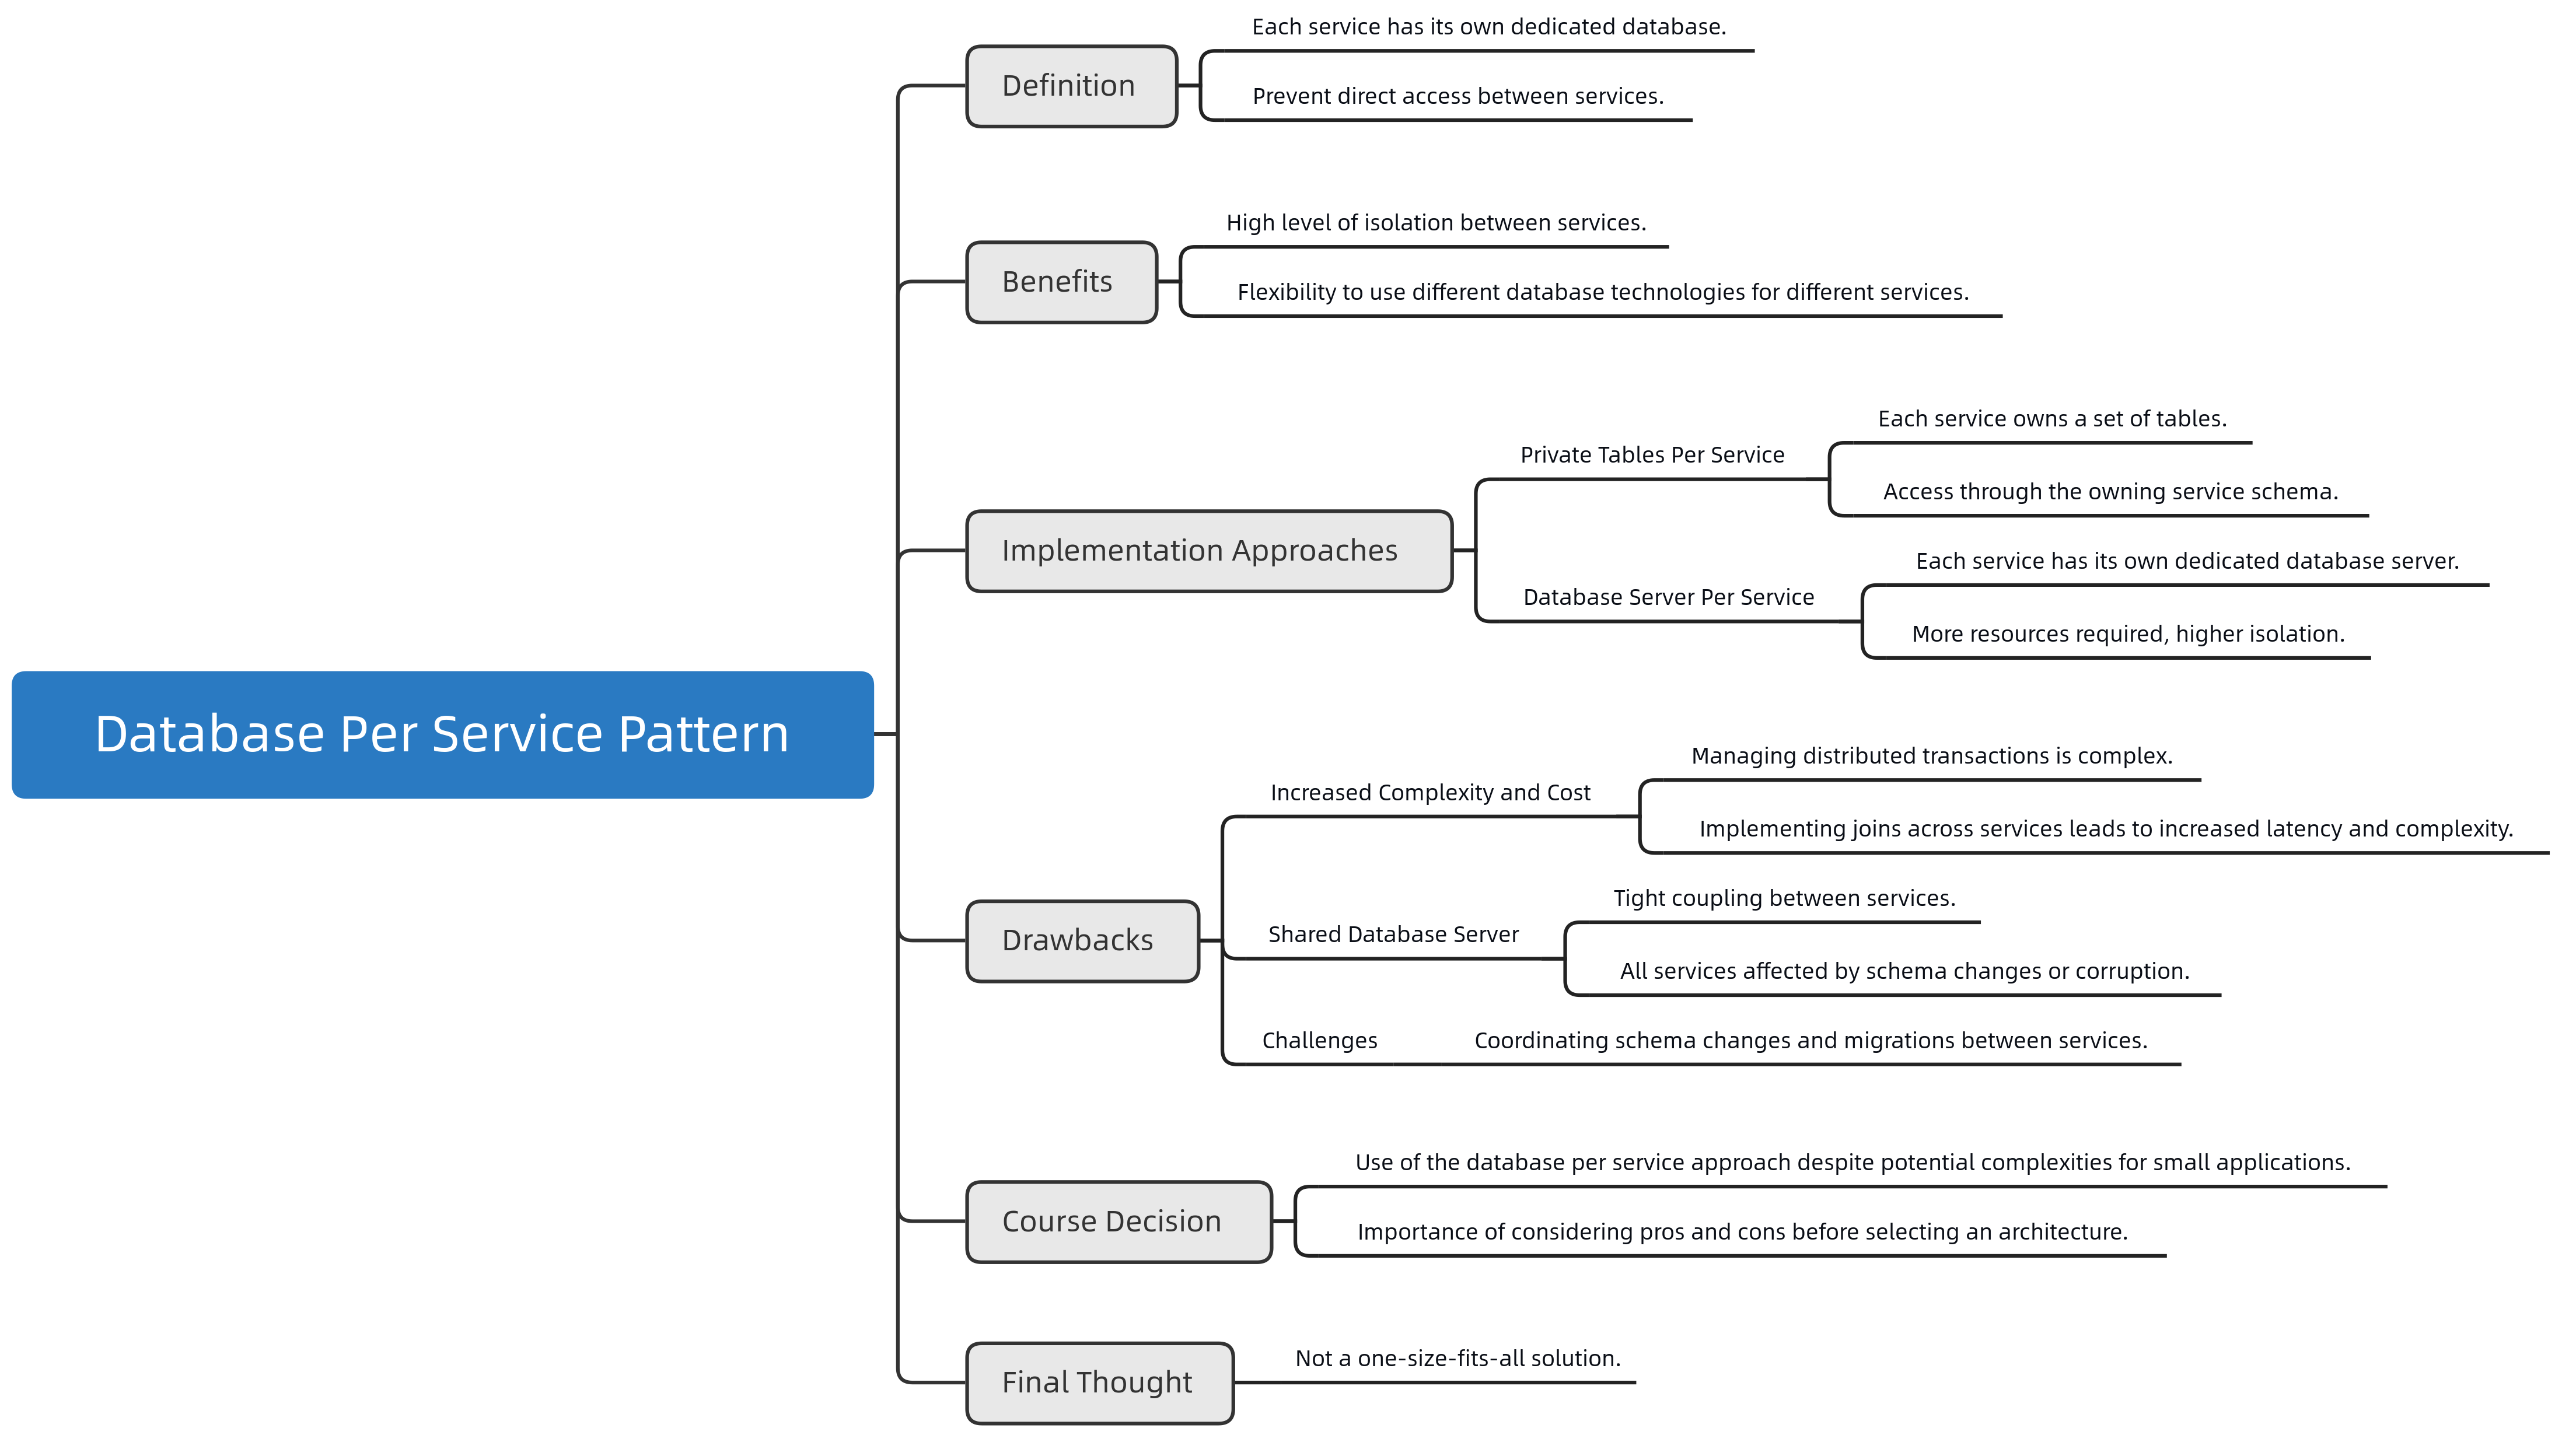 Database Per Service Pattern
Definition
Each service has its own dedicated database.
Prevent direct access between services.
Benefits
High level of isolation between services.
Flexibility to use different database technologies for different services.
Implementation Approaches
Private Tables Per Service
Each service owns a set of tables.
Access through the owning service schema.
Database Server Per Service
Each service has its own dedicated database server.
More resources required, higher isolation.
Drawbacks
Increased Complexity and Cost
Managing distributed transactions is complex.
Implementing joins across services leads to increased latency and complexity.
Shared Database Server
Tight coupling between services.
All services affected by schema changes or corruption.
Challenges
Coordinating schema changes and migrations between services.
Course Decision
Use of the database per service approach despite potential complexities for small applications.
Importance of considering pros and cons before selecting an architecture.
Final Thought
Not a one-size-fits-all solution.